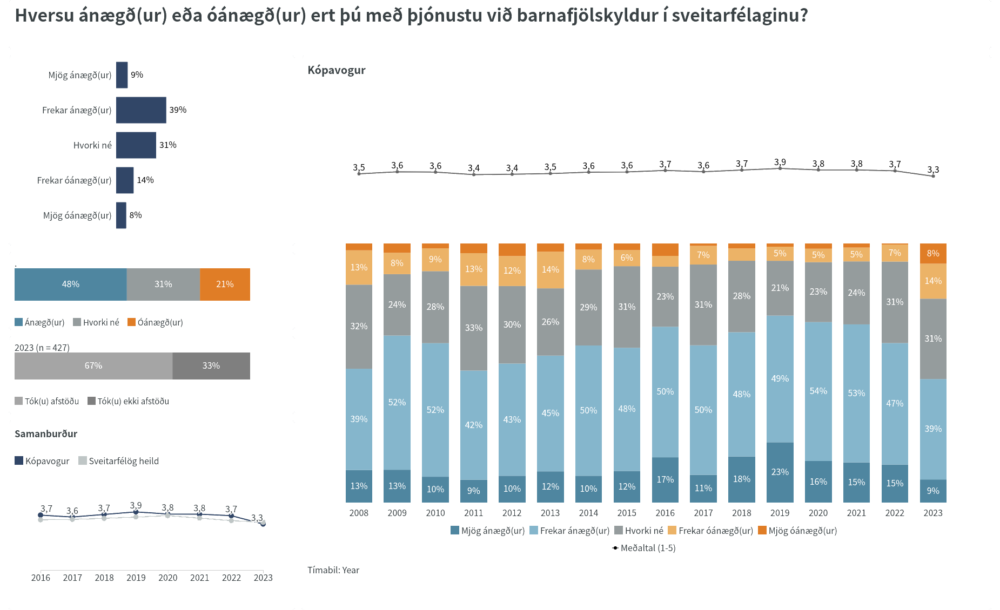 Hversu ánægð(ur) eða óánægð(ur) ert þú með þjónustu við barnafjölskyldur í sveitarfélaginu?
Mjög ánægð(ur) 9%
Frekar ánægð(ur) 39%
Hvorki né 31%
Frekar óánægð(ur) 14%
Mjög óánægð(ur) 8%
.
48% 31% 21%
Ánægð(ur) Hvorki né Óánægð(ur)
2023 (n = 427)
67% 33%
Tók(u) afstöðu Tók(u) ekki afstöðu
Samanburður
Kópavogur Sveitarfélög heild
3,7 3,6 3,7 3,9 3,8 3,8 3,7 3,3
2016 2017 2018 2019 2020 2021 2022 2023
Kópavogur
3,5 3,6 3,6 3,4 3,4 3,5 3,6 3,6 3,7 3,6 3,7 3,9 3,8 3,8 3,7 3,3
8%
13% 8% 9% 13% 12% 14% 8% 6% 7% 5% 5% 5% 7% 14%
32% 24% 28% 33% 30% 26% 29% 31% 23% 31% 28% 21% 23% 24% 31% 31%
39% 52% 52% 42% 43% 45% 50% 48% 50% 50% 48% 49% 54% 53% 47% 39%
13% 13% 10% 9% 10% 12% 10% 12% 17% 11% 18% 23% 16% 15% 15% 9%
2008 2009 2010 2011 2012 2013 2014 2015 2016 2017 2018 2019 2020 2021 2022 2023
Mjög ánægð(ur) Frekar ánægð(ur) Hvorki né Frekar óánægð(ur) Mjög óánægð(ur)
Meðaltal (1-5)
Tímabil: Year